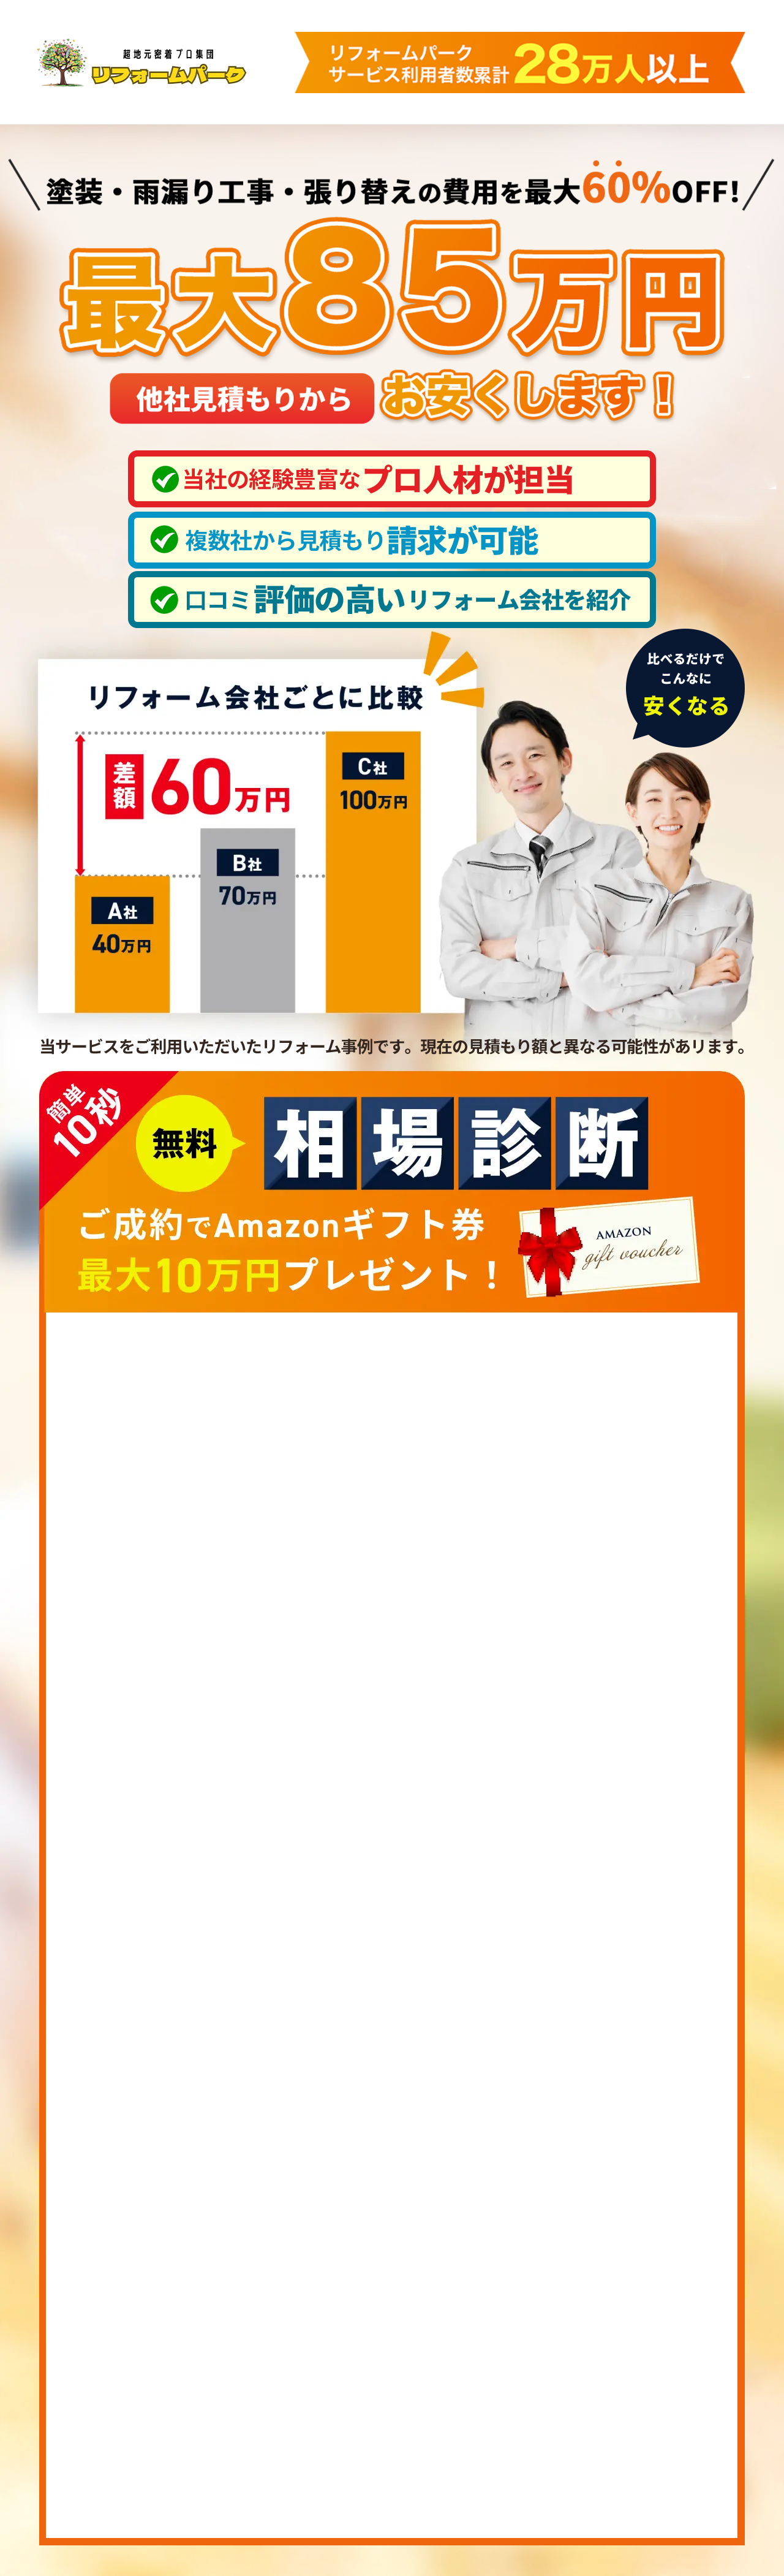 超地元密着プロ集団
リフォームパーク
リフォームパーク
サービス利用者数累計28万人以上
塗装・雨漏り工事・張り替えの費用を最大60%OFF!
最大85万円
他社見積もりから お安くします！
当社の経験豊富なプロ人材が担当
複数社から見積もり請求が可能
口コミ評価の高いリフォーム会社を紹介
比べるだけで
こんなに
安くなる
リフォーム会社ごとに比較
差額 60万円
C社
100万円
B社
70万円
A社
40万円
当サービスをご利用いただいたリフォーム事例です。現在の見積もり額と異なる可能性があリます。
簡単
10秒
無料
相場診断
ご成約でAmazonギフト券
最大10万円プレゼント！
AMAZON
gift voucher